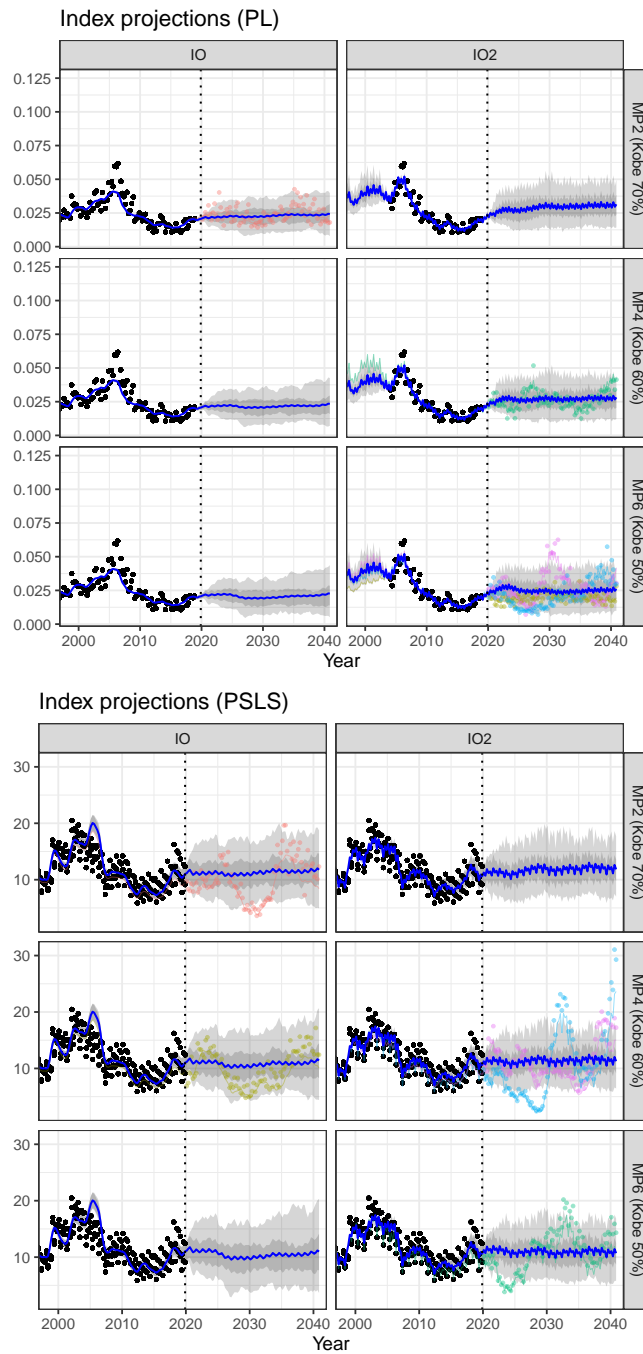 Index projections (PL)
IO
IO2
0.125
0.100
0.075
0.050
0.025
0.000
MP2 (Kobe 70%)
0.125
0.100
0.075
0.050
0.025
0.000
MP4 (Kobe 60%)
0.125
0.100
0.075
0.050
0.025
0.000
MP6 (Kobe 50%)
2000 2010 2020 2030 2040 2000 2010 2020 2030 2040
Year
Index projections (PSLS)
IO
IO2
30
20
10
MP2 (Kobe 70%)
30
20
10
MP4 (Kobe 60%)
30
20
10
MP6 (Kobe 50%)
2000 2010 2020 2030 2040 2000 2010 2020 2030 2040
Year